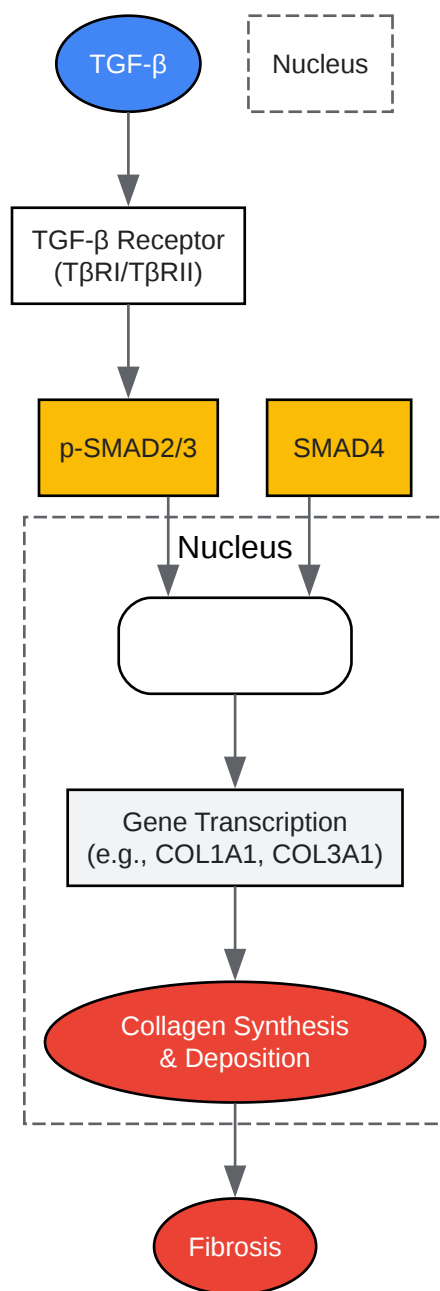 TGF-β
Nucleus
TGF-β Receptor
(TβRI/TβRII)
p-SMAD2/3
SMAD4
Nucleus
Gene Transcription
(e.g., COL1A1, COL3A1)
Collagen Synthesis
& Deposition
Fibrosis